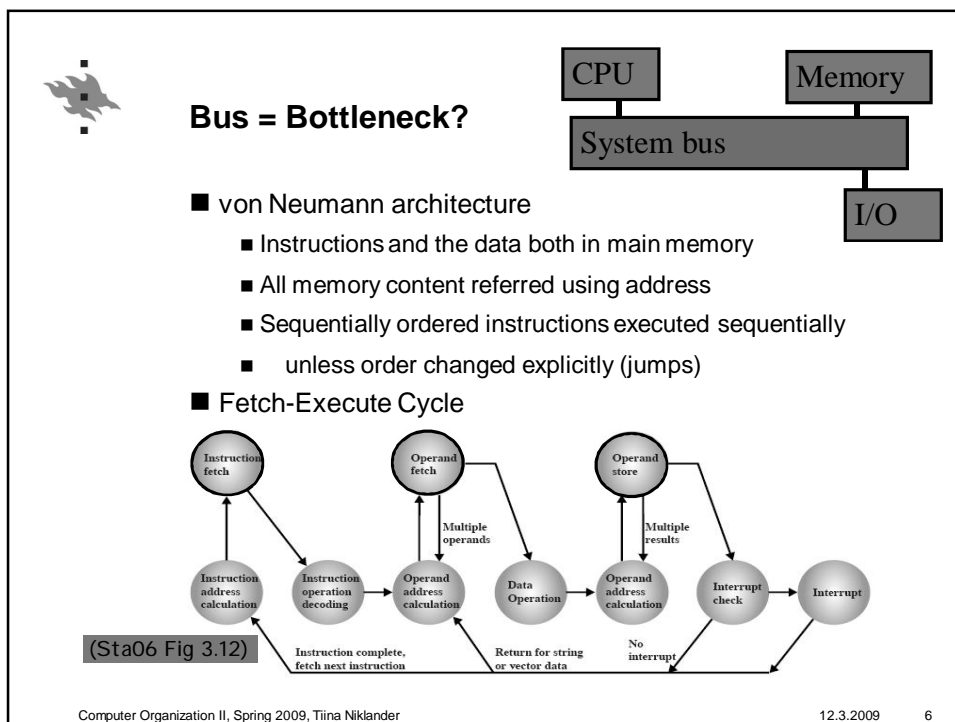 Bus = Bottleneck?
CPU
Memory
System bus
I/O
von Neumann architecture
Instructions and the data both in main memory
All memory content referred using address
Sequentially ordered instructions executed sequentially
unless order changed explicitly (jumps)
Fetch-Execute Cycle
Instruction
fetch
Operand
fetch
Operand
store
Multiple
operands
Multiple
results
Instruction
address
calculation
Instruction
operation
decoding
Operand
address
calculation
Data
Operation
Operand
address
calculation
Interrupt
check
Interrupt
(Sta06 Fig 3.12)
Instruction complete,
fetch next instruction
Return for string
or vector data
No
interrupt
Computer Organization II, Spring 2009, Tiina Niklander
12.3.2009
6